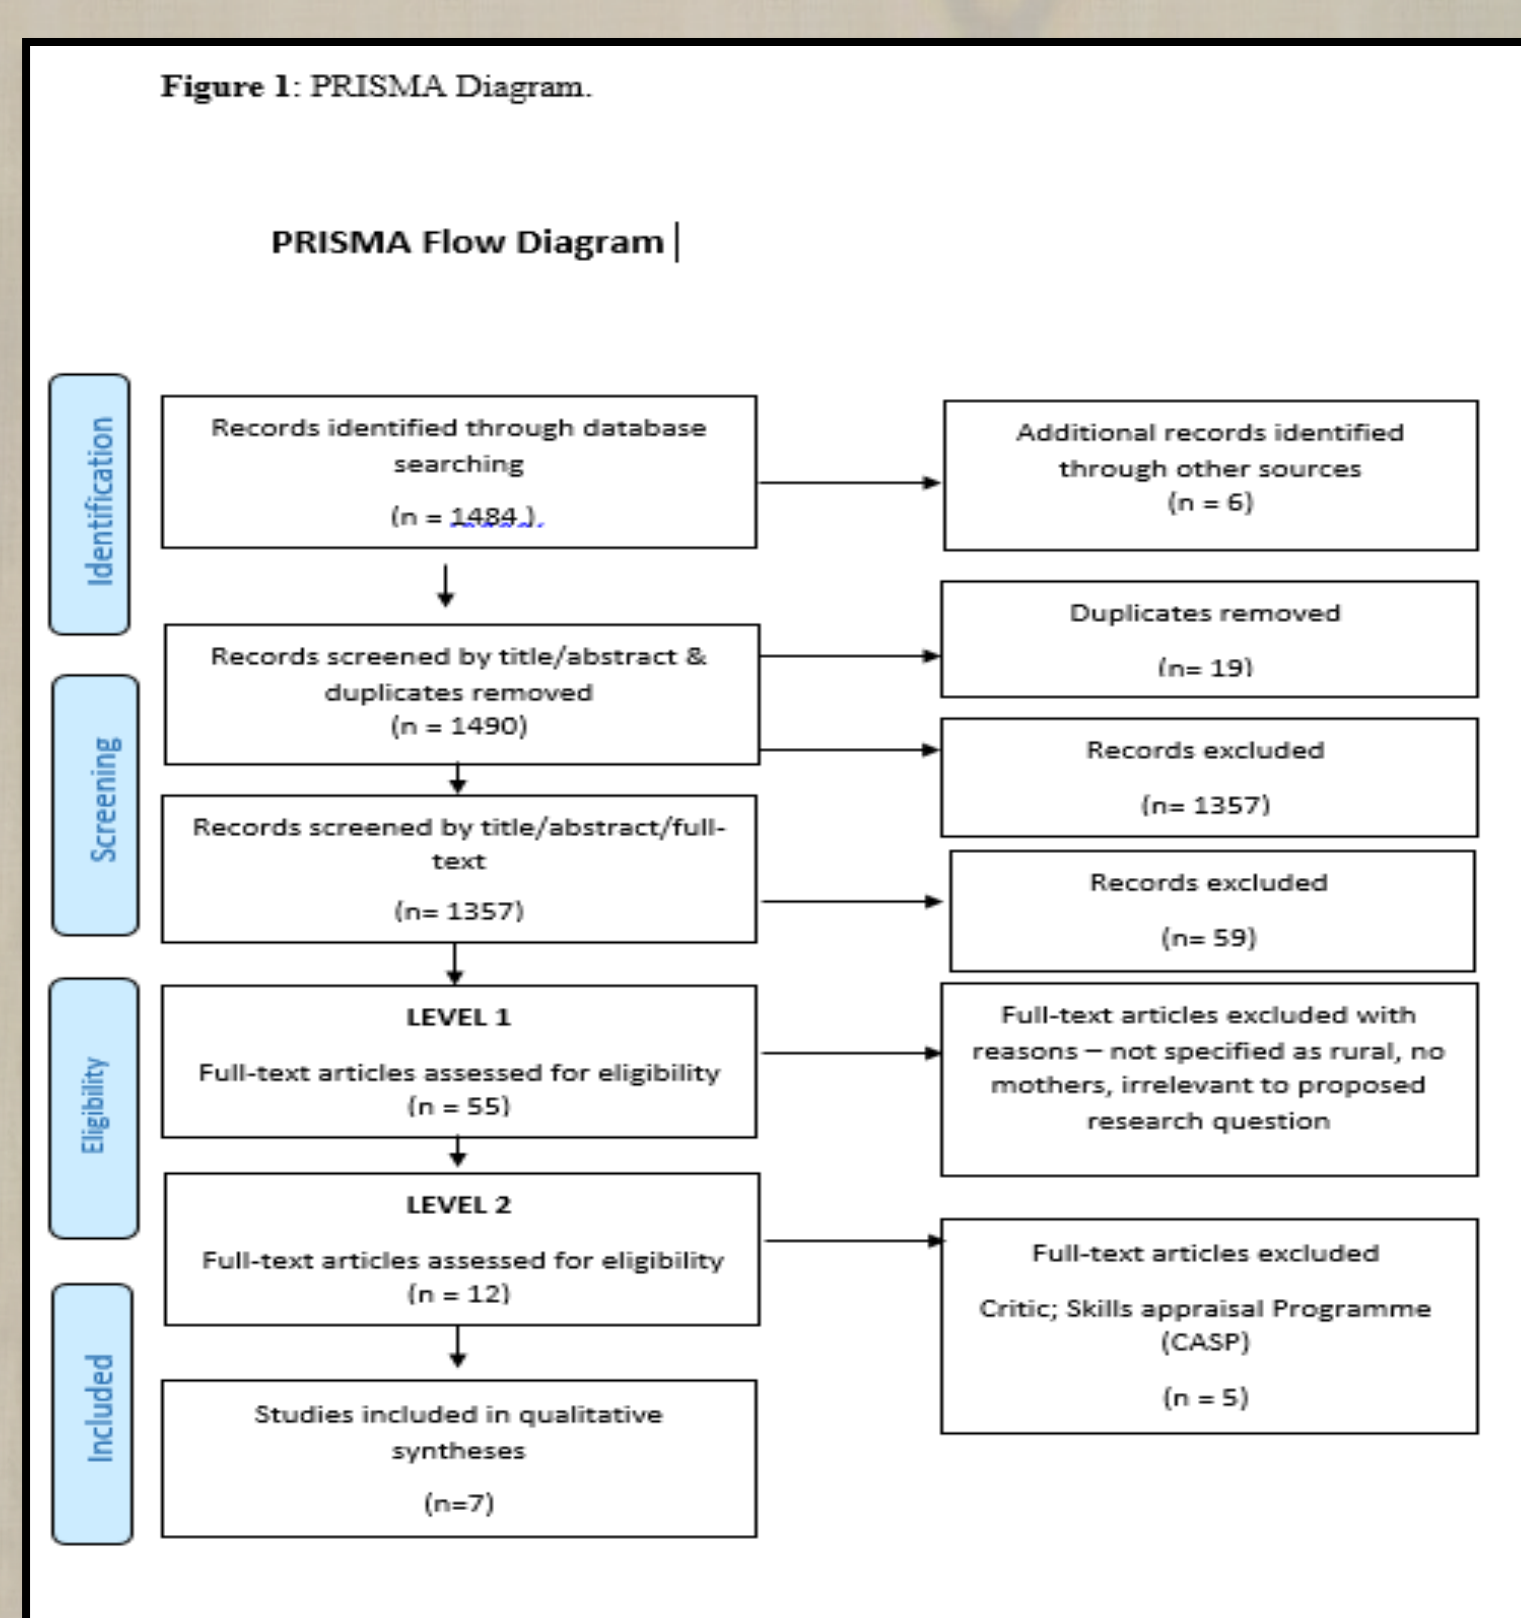 Figure 1: PRISMA Diagram.
PRISMA Flow Diagram
Identification
Records identified through database
searching
(n = 1484 ).
Additional records identified
through other sources
(n = 6)
Duplicates removed
(n= 19)
Screening
Records screened by title/abstract &
duplicates removed
(n = 1490)
Records excluded
(n= 1357)
Records screened by title/abstract/full-
text
(n= 1357)
Records excluded
(n= 59)
Eligibility
LEVEL 1
Full-text articles assessed for eligibility
(n = 55)
Full-text articles excluded with
reasons – not specified as rural, no
mothers, irrelevant to proposed
research question
LEVEL 2
Full-text articles assessed for eligibility
(n = 12)
Full-text articles excluded
Critic; Skills appraisal Programme
(CASP)
(n = 5)
Included
Studies included in qualitative
syntheses
(n=7)